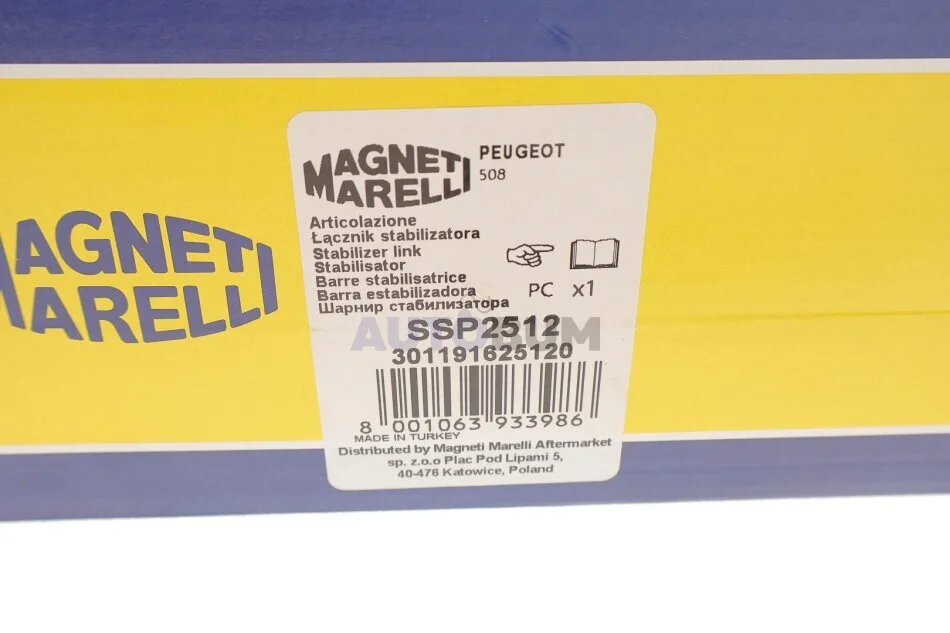 MAGNETI
MARELLI
MAGNETI
MARELLI
PEUGEOT
508
Articolazione
Łącznik stabilizatora
Stabilizer link
Stabilisator
Barre stabilisatrice
Barra estabilizadora
Шарнир стабилизатора
PC x1
AUTOBUM
SSP2512
301191625120
8 001063 933986
MADE IN TURKEY
Distributed by Magneti Marelli Aftermarket
sp. z.o.o Plac Pod Lipami 5,
40-476 Katowice, Poland